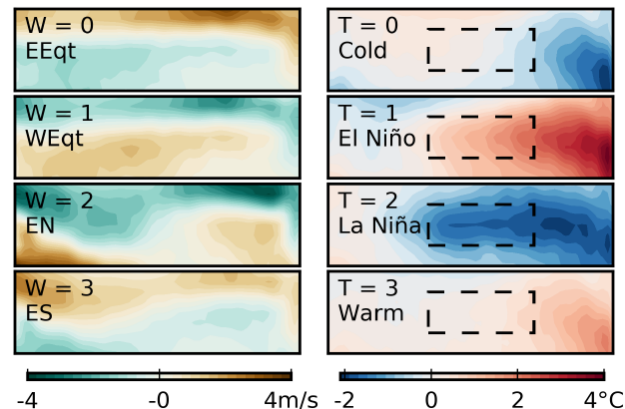 W = 0
EEqt
T = 0
Cold
W = 1
WEqt
T = 1
El Niño
W = 2
EN
T = 2
La Niña
W = 3
ES
T = 3
Warm
-4 -0 4m/s
-2 0 2 4°C